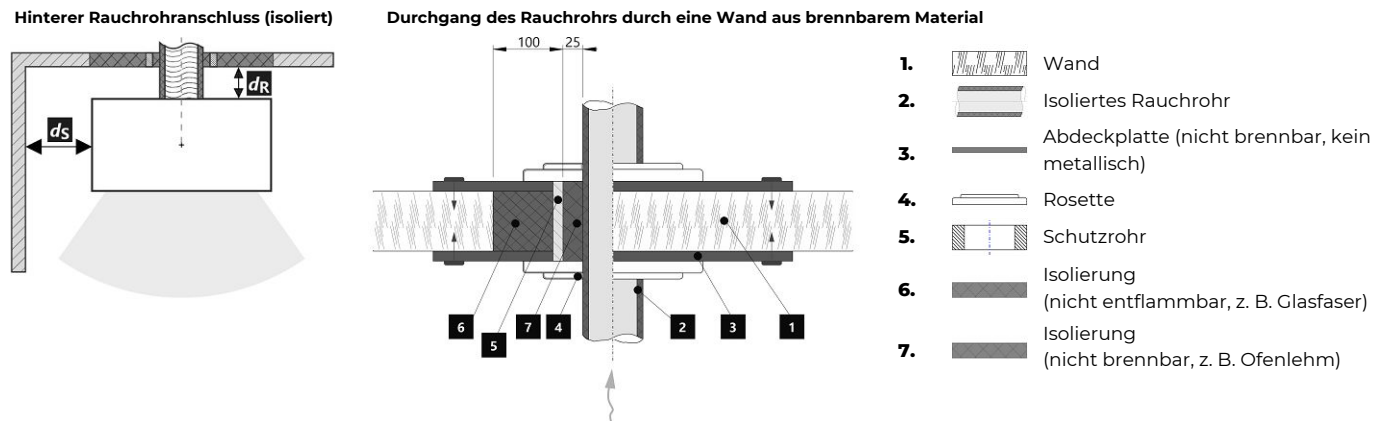 Hinterer Rauchrohranschluss (isoliert)
dR
dS
Durchgang des Rauchrohrs durch eine Wand aus brennbarem Material
100
25
6
5
7
4
2
3
1
1. Wand
2. Isoliertes Rauchrohr
3. Abdeckplatte (nicht brennbar, kein
metallisch)
4. Rosette
5. Schutzrohr
6. Isolierung
(nicht entflammbar, z. B. Glasfaser)
7. Isolierung
(nicht brennbar, z. B. Ofenlehm)